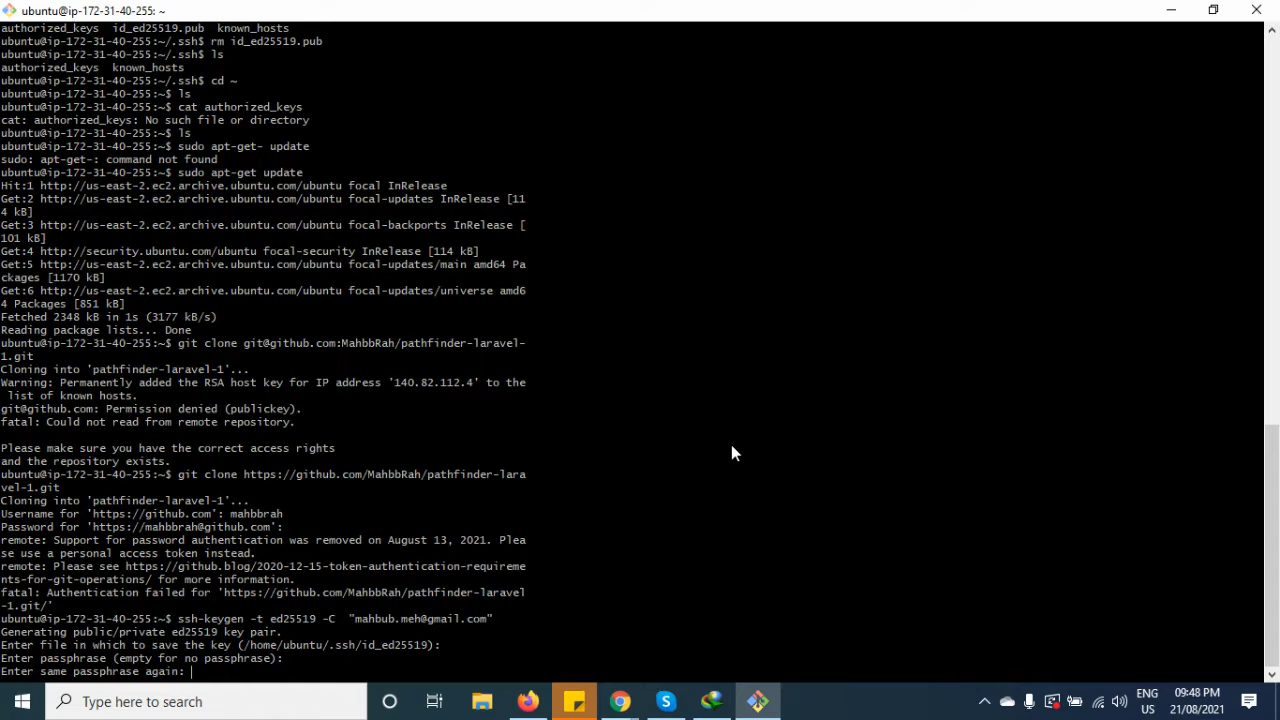 ubuntu@ip-172-31-40-255: ~
authorized_keys  id_ed25519.pub  known_hosts
ubuntu@ip-172-31-40-255:~/.ssh$ rm id_ed25519.pub
ubuntu@ip-172-31-40-255:~/.ssh$ ls
authorized_keys  known_hosts
ubuntu@ip-172-31-40-255:~/.ssh$ cd ~
ubuntu@ip-172-31-40-255:~$ ls
ubuntu@ip-172-31-40-255:~$ cat authorized_keys
cat: authorized_keys: No such file or directory
ubuntu@ip-172-31-40-255:~$ ls
ubuntu@ip-172-31-40-255:~$ sudo apt-get- update
sudo: apt-get-: command not found
ubuntu@ip-172-31-40-255:~$ sudo apt-get update
Hit:1 http://us-east-2.ec2.archive.ubuntu.com/ubuntu focal InRelease
Get:2 http://us-east-2.ec2.archive.ubuntu.com/ubuntu focal-updates InRelease [11
4 kB]
Get:3 http://us-east-2.ec2.archive.ubuntu.com/ubuntu focal-backports InRelease [
101 kB]
Get:4 http://security.ubuntu.com/ubuntu focal-security InRelease [114 kB]
Get:5 http://us-east-2.ec2.archive.ubuntu.com/ubuntu focal-updates/main amd64 Pa
ckages [1170 kB]
Get:6 http://us-east-2.ec2.archive.ubuntu.com/ubuntu focal-updates/universe amd6
4 Packages [851 kB]
Fetched 2348 kB in 1s (3177 kB/s)
Reading package lists... Done
ubuntu@ip-172-31-40-255:~$ git clone git@github.com:MahbbRah/pathfinder-laravel-
1.git
Cloning into 'pathfinder-laravel-1'...
Warning: Permanently added the RSA host key for IP address '140.82.112.4' to the
 list of known hosts.
git@github.com: Permission denied (publickey).
fatal: Could not read from remote repository.

Please make sure you have the correct access rights
and the repository exists.
ubuntu@ip-172-31-40-255:~$ git clone https://github.com/MahbbRah/pathfinder-lara
vel-1.git
Cloning into 'pathfinder-laravel-1'...
Username for 'https://github.com': mahbbrah
Password for 'https://mahbbrah@github.com':
remote: Support for password authentication was removed on August 13, 2021. Plea
se use a personal access token instead.
remote: Please see https://github.blog/2020-12-15-token-authentication-requireme
nts-for-git-operations/ for more information.
fatal: Authentication failed for 'https://github.com/MahbbRah/pathfinder-laravel
-1.git/'
ubuntu@ip-172-31-40-255:~$ ssh-keygen -t ed25519 -C  "mahbub.meh@gmail.com"
Generating public/private ed25519 key pair.
Enter file in which to save the key (/home/ubuntu/.ssh/id_ed25519):
Enter passphrase (empty for no passphrase):
Enter same passphrase again:
Type here to search
ENG
US
09:48 PM
21/08/2021